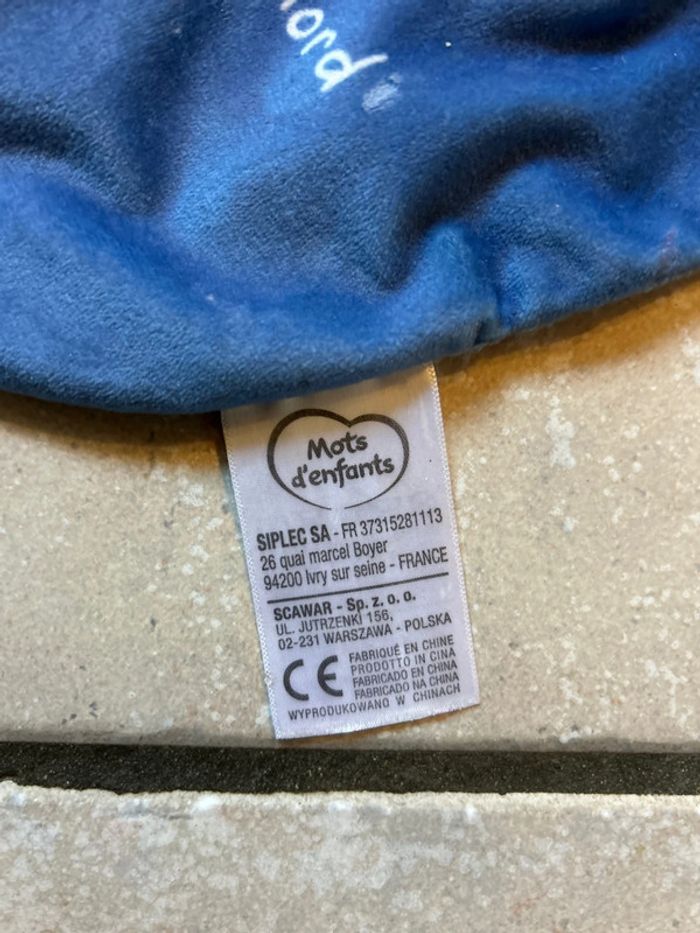 Mots
d'enfants
SIPLEC SA - FR 37315281113
26 quai marcel Boyer
94200 Ivry sur seine - FRANCE
SCAWAR - Sp. z. o. o.
UL. JUTRZENKI 156,
02-231 WARSZAWA - POLSKA
CE
FABRIQUÉ EN CHINE
PRODOTTO IN CINA
FABRICADO EN CHINA
FABRICADO NA CHINA
WYPRODUKOWANO W CHINACH